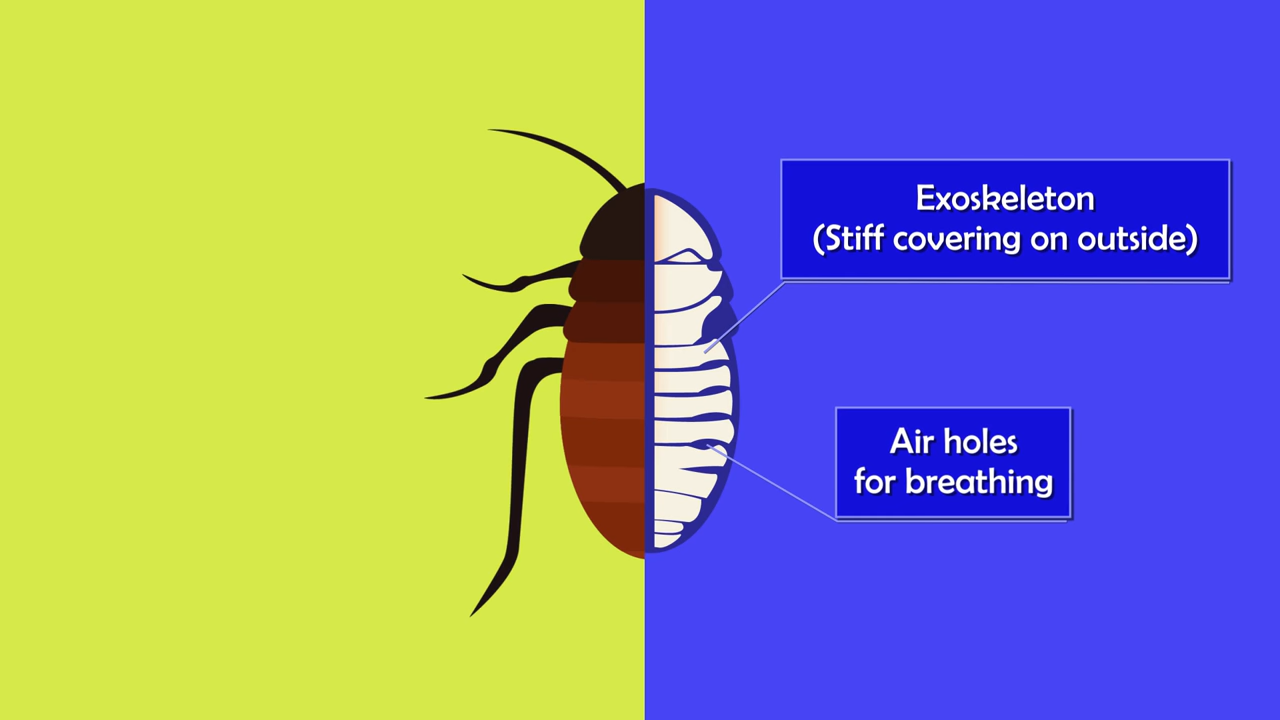 Exoskeleton
(Stiff covering on outside)
Air holes
for breathing